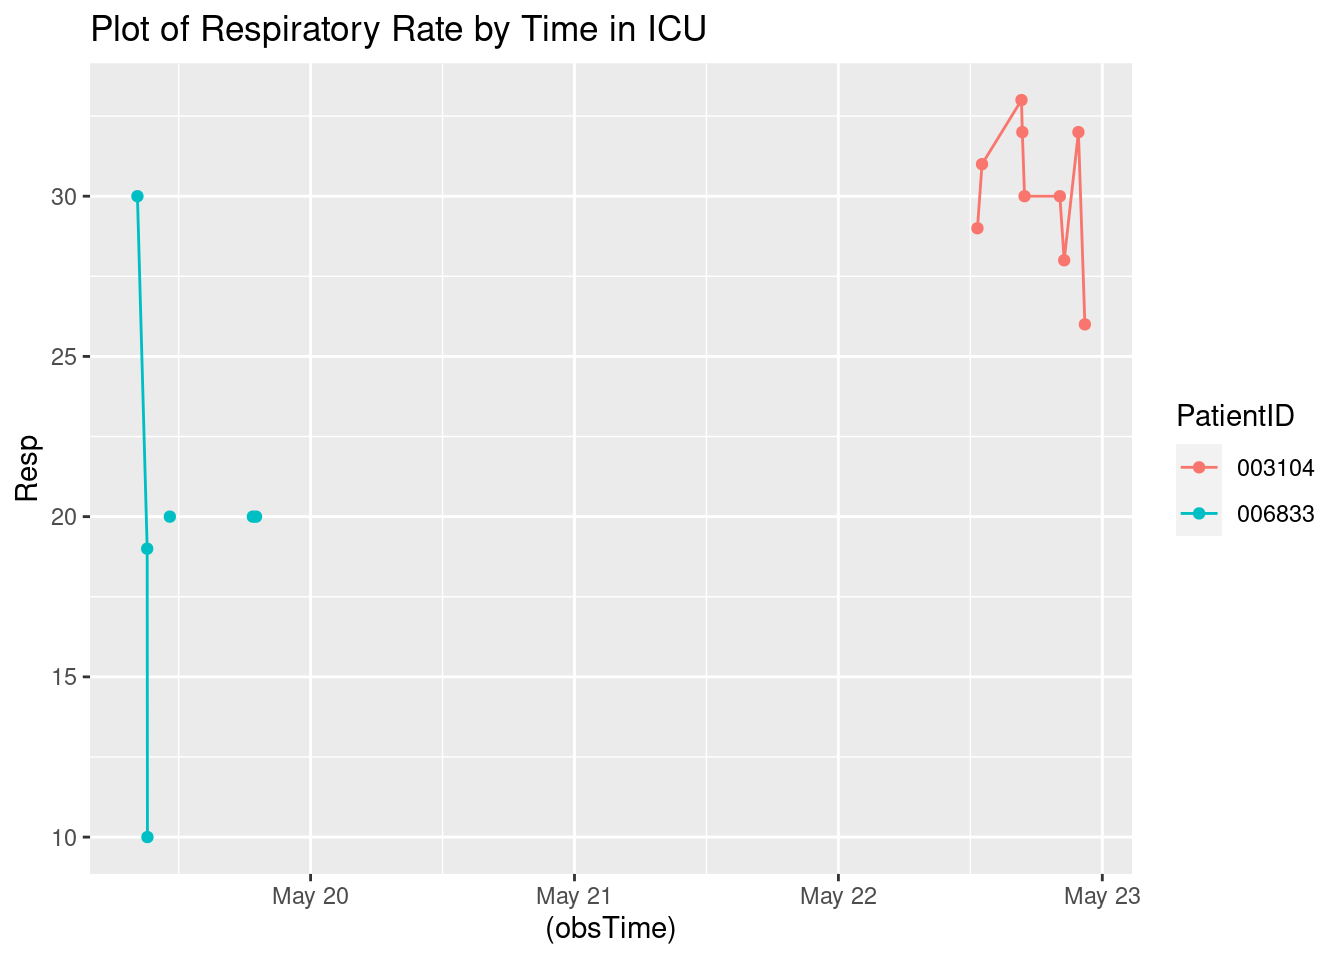 Plot of Respiratory Rate by Time in ICU
Resp
30
25
20
15
10
May 20
May 21
May 22
May 23
(obsTime)
PatientID
003104
006833